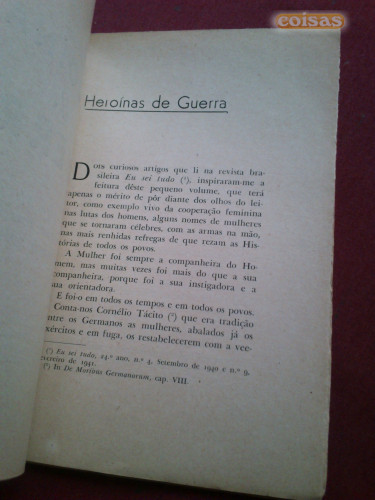 coisas
Heroínas de Guerra
Dois curiosos artigos que li na revista bra-
sileira Eu sei tudo (¹), inspiraram-me a
feitura dêste pequeno volume, que terá
apenas o mérito de pôr diante dos olhos do lei-
tor, como exemplo vivo da cooperação feminina
nas lutas dos homens, alguns nomes de mulheres
que se tornaram célebres, com as armas na mão,
nas mais renhidas refregas de que rezam as His-
tórias de todos os povos.
A Mulher foi sempre a companheira do Ho-
mem, mas muitas vezes foi mais do que a sua
companheira, porque foi a sua instigadora e a
sua orientadora.
E foi-o em todos os tempos e em todos os povos.
Conta-nos Cornélio Tácito (²) que era tradição
entre os Germanos as mulheres, abalados já os
exércitos e em fuga, os restabelecerem com a vee-
(¹) Eu sei tudo, 24.º ano, n.º 4. Setembro de 1940 e n.º 9.
Fevereiro de 1941.
(²) In De Moribus Germanorum, cap. VIII.